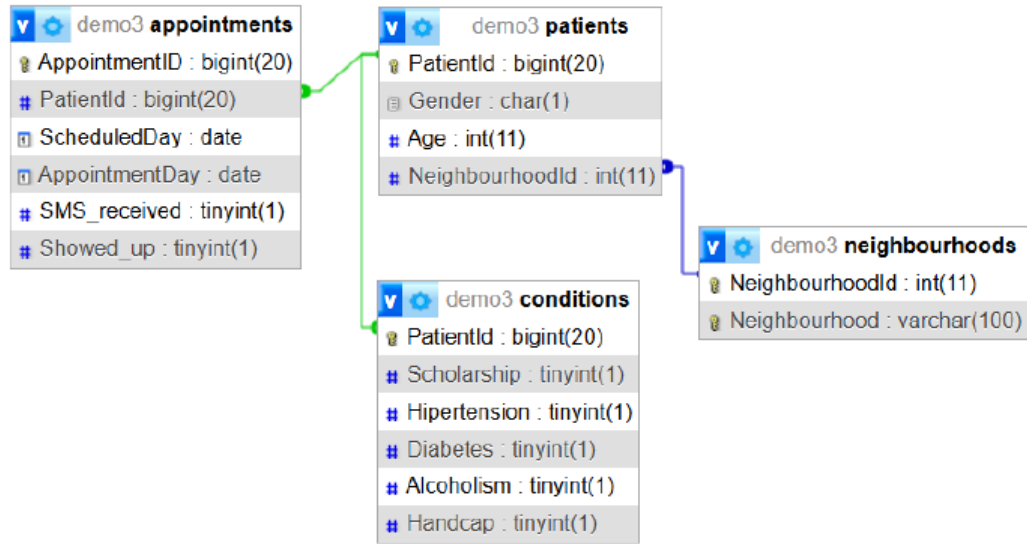 demo3 appointments
AppointmentID : bigint(20)
PatientId : bigint(20)
ScheduledDay : date
AppointmentDay : date
SMS_received : tinyint(1)
Showed_up : tinyint(1)
demo3 patients
PatientId : bigint(20)
Gender : char(1)
Age : int(11)
NeighbourhoodId : int(11)
demo3 neighbourhoods
NeighbourhoodId : int(11)
Neighbourhood : varchar(100)
demo3 conditions
PatientId : bigint(20)
Scholarship : tinyint(1)
Hipertension : tinyint(1)
Diabetes : tinyint(1)
Alcoholism : tinyint(1)
Handcap : tinyint(1)